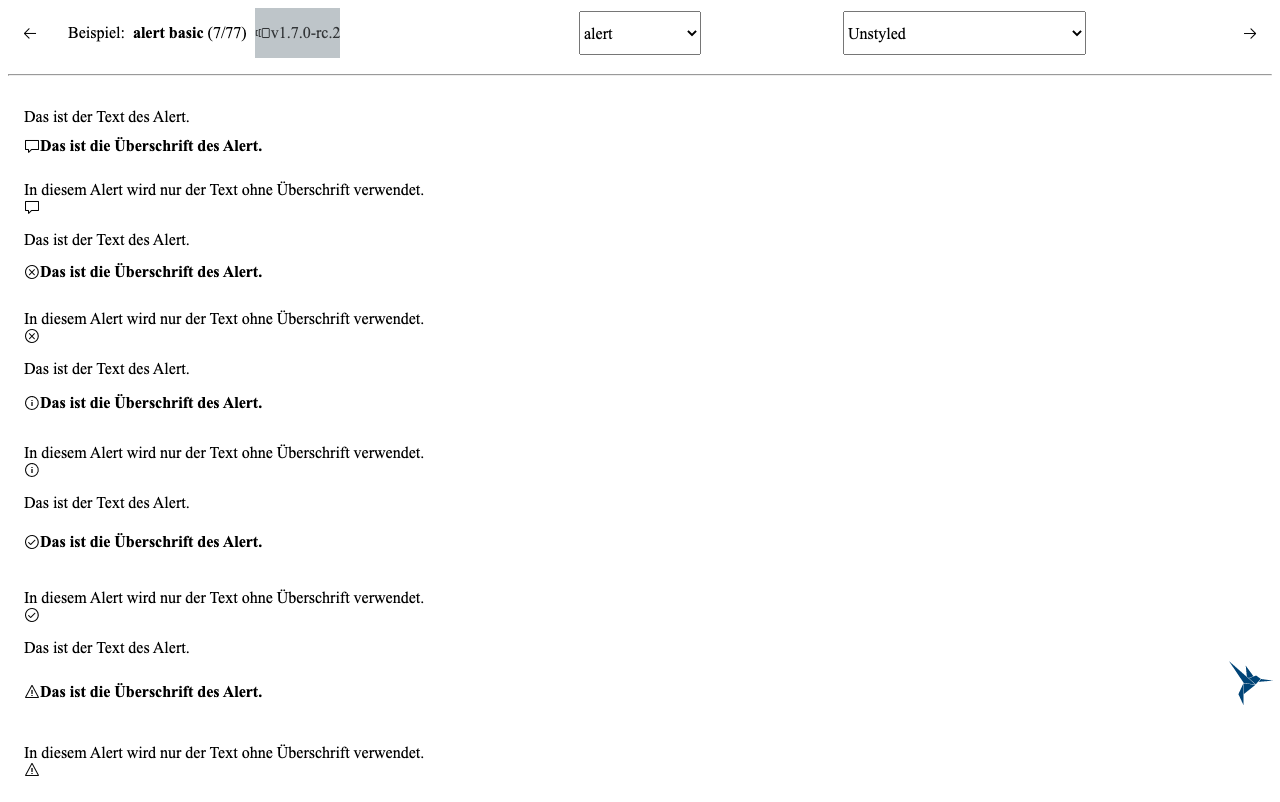 Beispiel: alert basic (7/77) v1.7.0-rc.2 alert Unstyled
Das ist der Text des Alert.
Das ist die Überschrift des Alert.
In diesem Alert wird nur der Text ohne Überschrift verwendet.
Das ist der Text des Alert.
Das ist die Überschrift des Alert.
In diesem Alert wird nur der Text ohne Überschrift verwendet.
Das ist der Text des Alert.
Das ist die Überschrift des Alert.
In diesem Alert wird nur der Text ohne Überschrift verwendet.
Das ist der Text des Alert.
Das ist die Überschrift des Alert.
In diesem Alert wird nur der Text ohne Überschrift verwendet.
Das ist der Text des Alert.
Das ist die Überschrift des Alert.
In diesem Alert wird nur der Text ohne Überschrift verwendet.